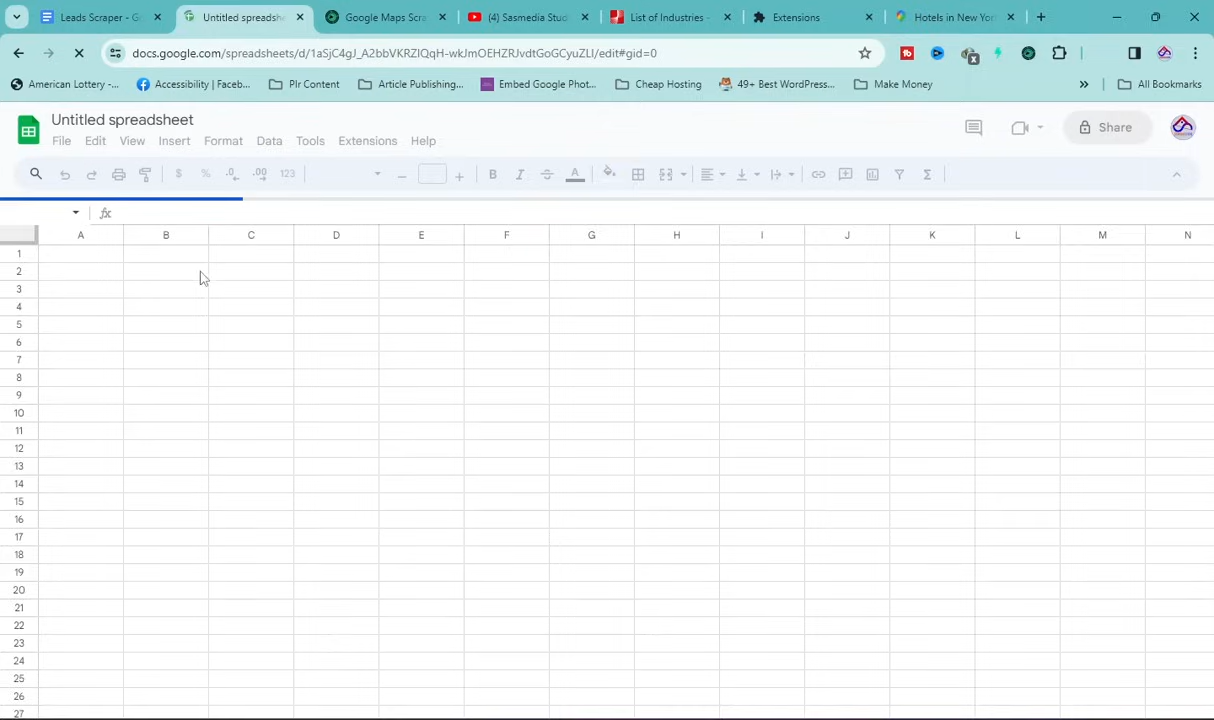 Leads Scraper - G
Untitled spreadshe
Google Maps Scra
(4) Sasmedia Stud
List of Industries -
Extensions
Hotels in New Yor
docs.google.com/spreadsheets/d/1aSjC4gJ_A2bbVKRZIQqH-wkJmOEHZRJvdtGoGCyuZLI/edit#gid=0
American Lottery -...
Accessibility | Faceb...
Plr Content
Article Publishing...
Embed Google Phot...
Cheap Hosting
49+ Best WordPress...
Make Money
»
All Bookmarks
Untitled spreadsheet
Share
File Edit View Insert Format Data Tools Extensions Help
$ % .0 .00 123 B I A Σ
fx
A B C D E F G H I J K L M N
1
2
3
4
5
6
7
8
9
10
11
12
13
14
15
16
17
18
19
20
21
22
23
24
25
26
27